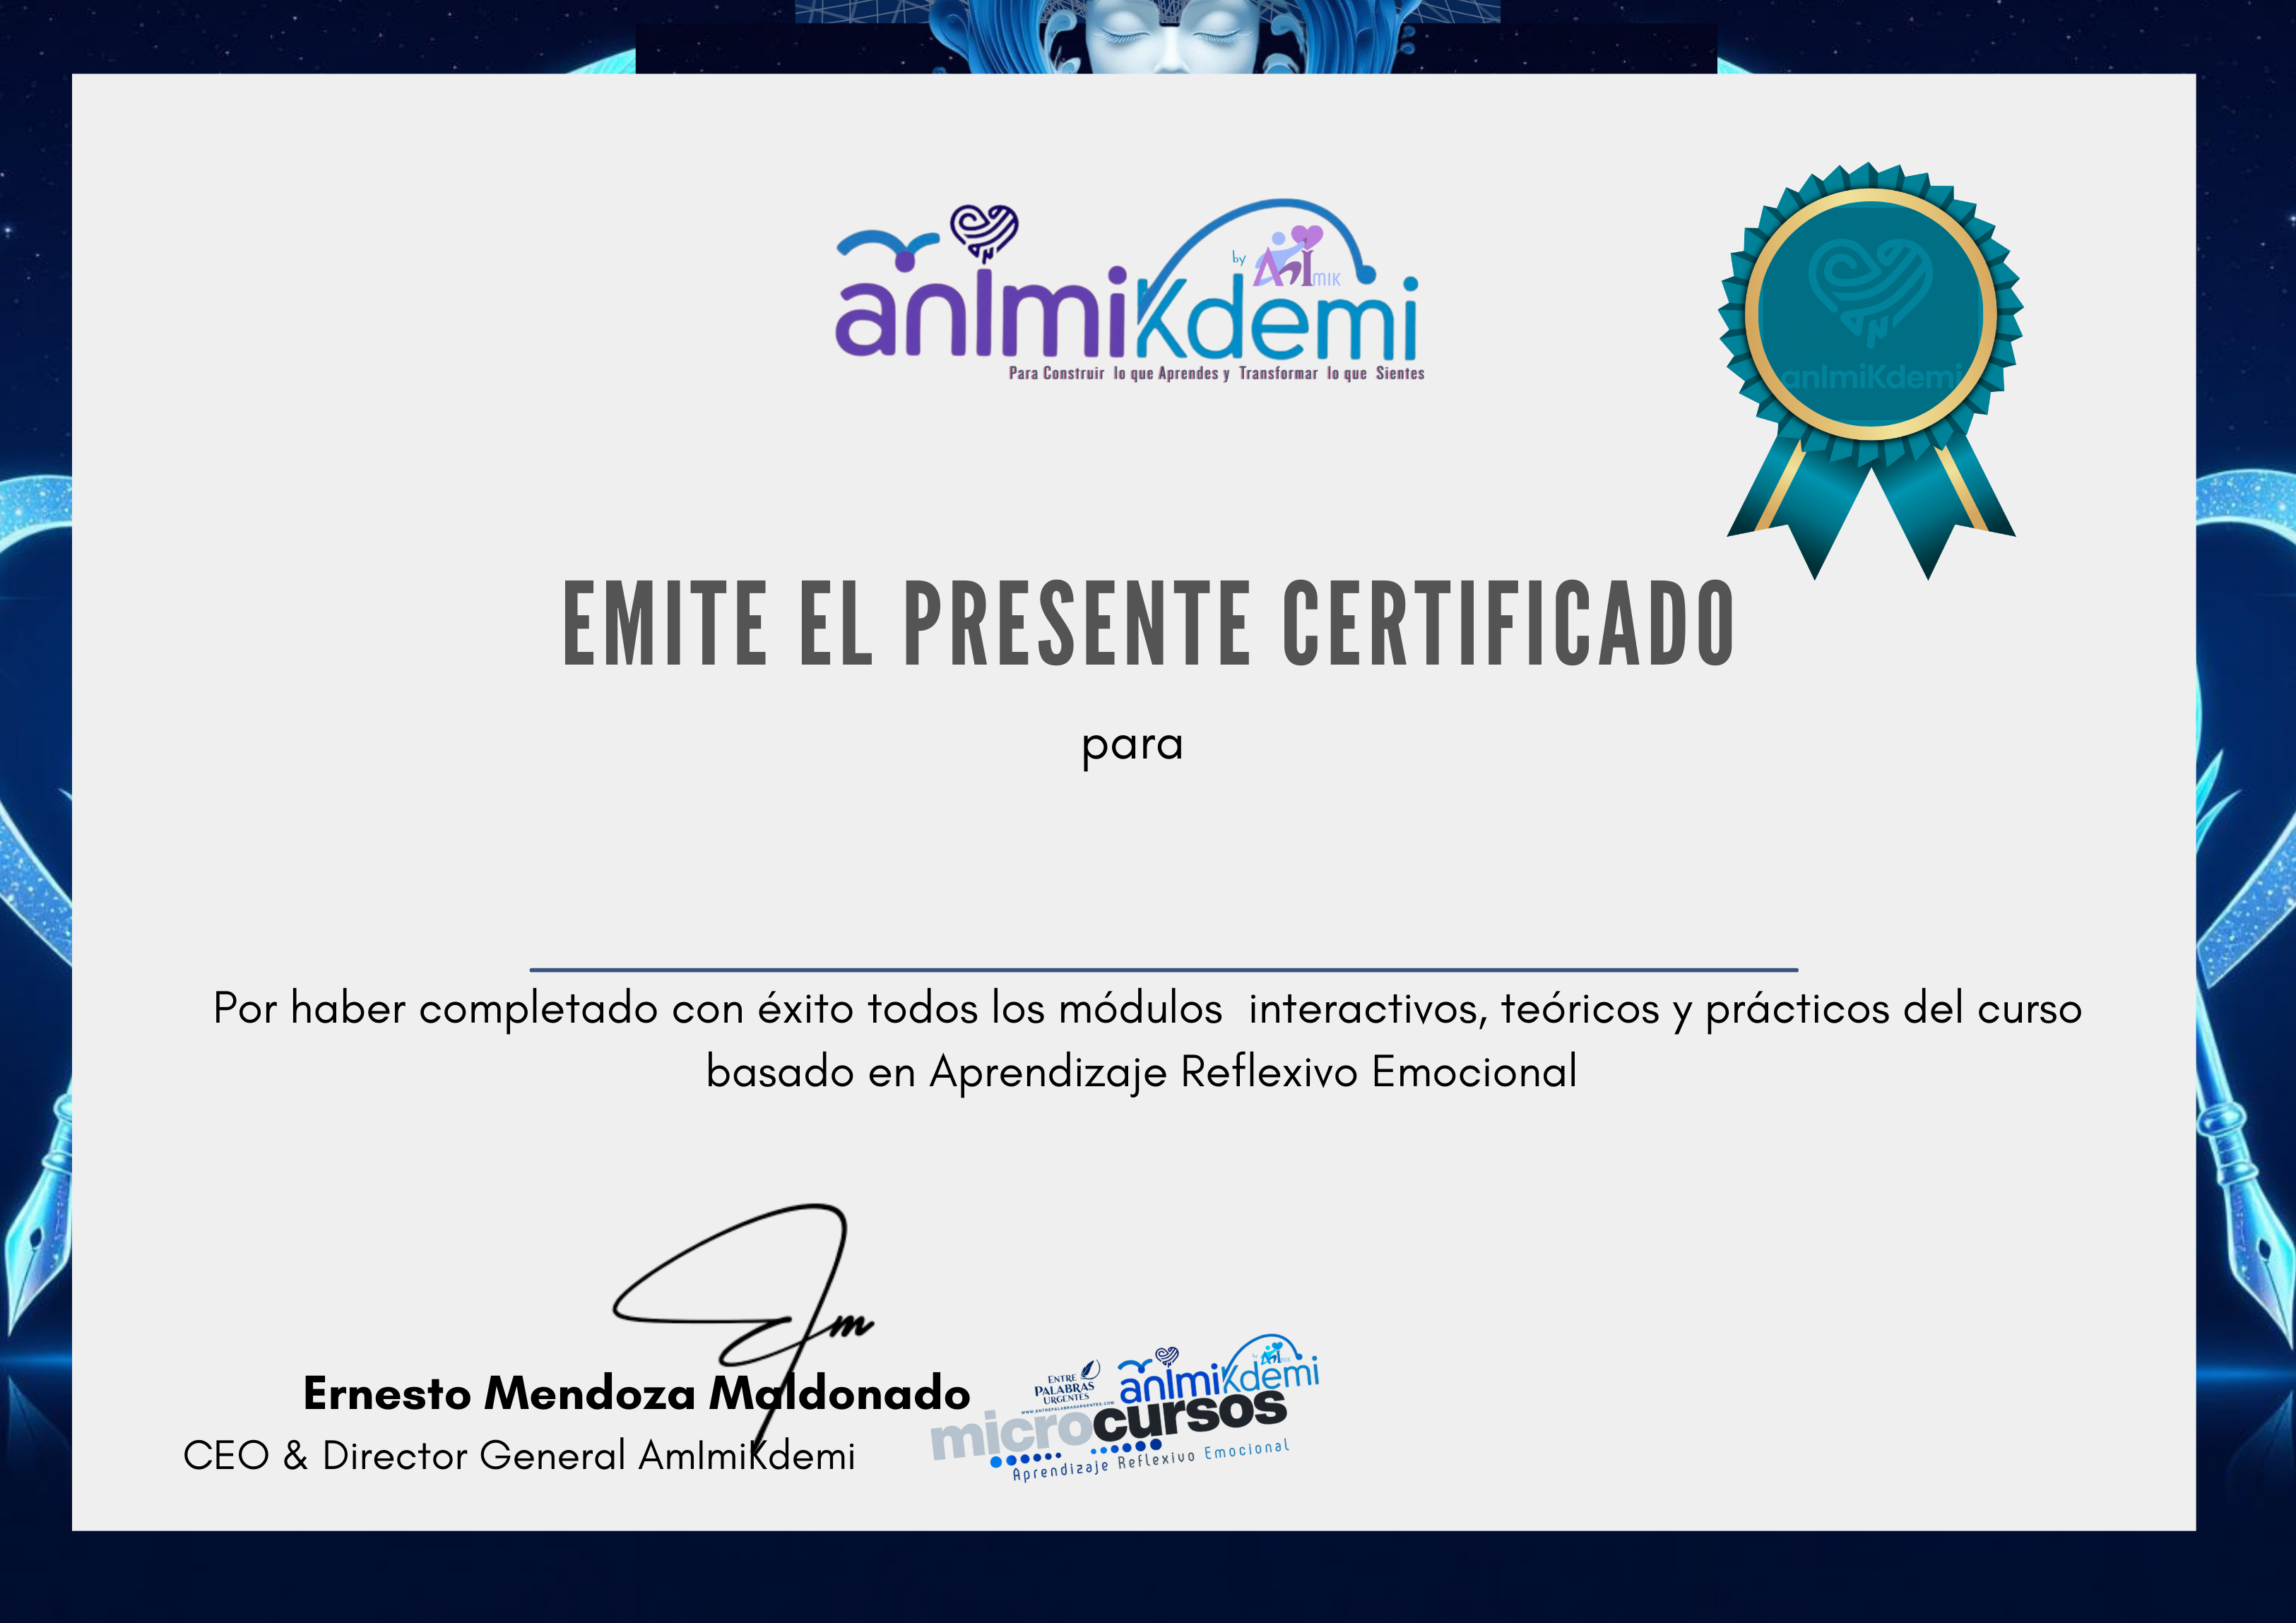 anImiKdemi
by AnImIK
Para Construir lo que Aprendes y Transformar lo que Sientes
anImiKdemi
EMITE EL PRESENTE CERTIFICADO
para
Por haber completado con éxito todos los módulos interactivos, teóricos y prácticos del curso
basado en Aprendizaje Reflexivo Emocional
Ernesto Mendoza Maldonado
CEO & Director General AmImiKdemi
ENTRE
PALABRAS
URGENTES
WWW.ENTREPALABRASURGENTES.COM
anImiKdemi
microcursos
Aprendizaje Reflexivo Emocional